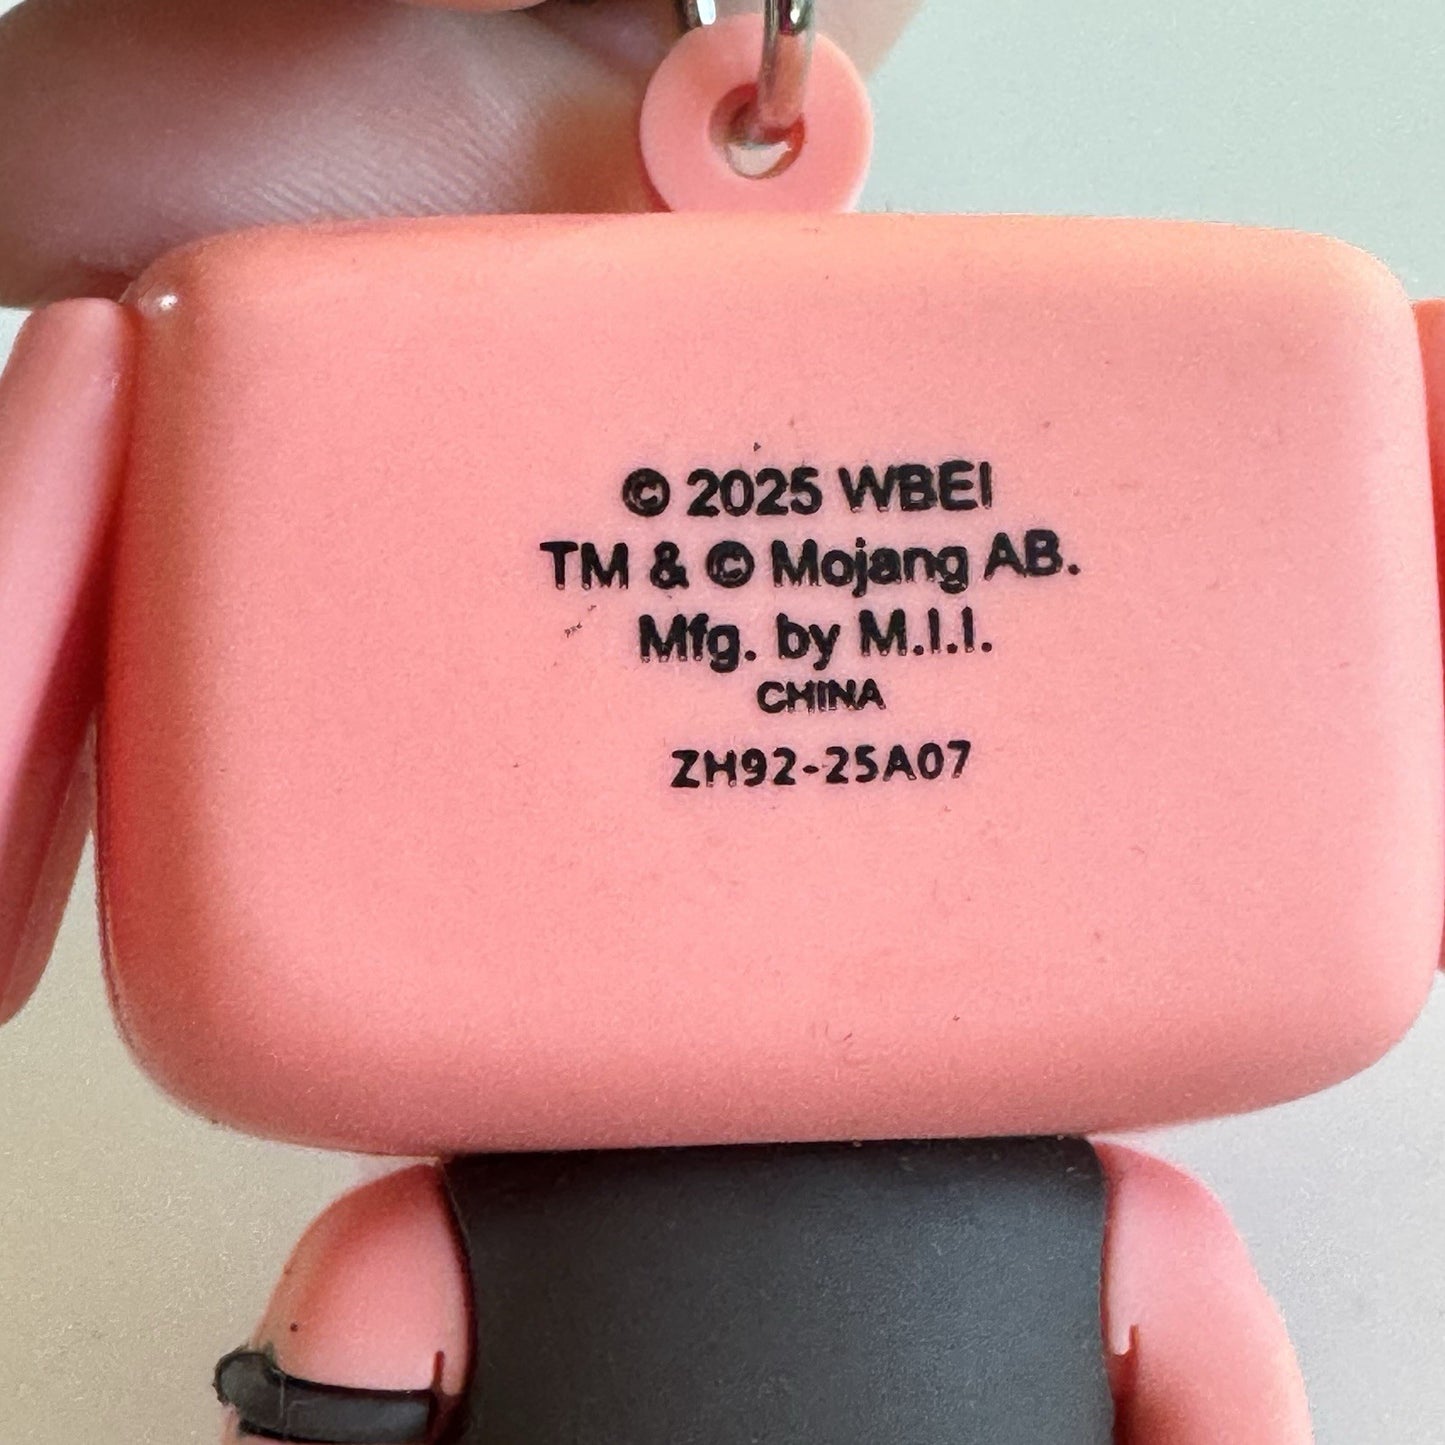 © 2025 WBEI
TM & © Mojang AB.
Mfg. by M.I.I.
CHINA
ZH92-25A07